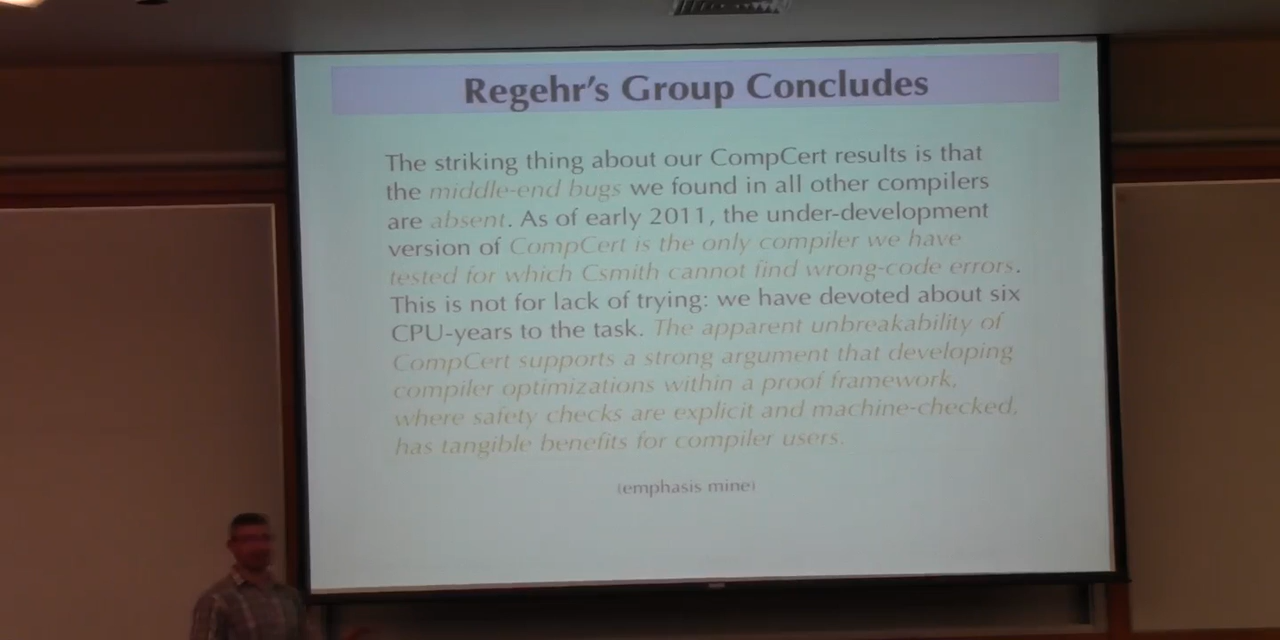 Regehr's Group Concludes
The striking thing about our CompCert results is that
the middle-end bugs we found in all other compilers
are absent. As of early 2011, the under-development
version of CompCert is the only compiler we have
tested for which Csmith cannot find wrong-code errors.
This is not for lack of trying: we have devoted about six
CPU-years to the task. The apparent unbreakability of
CompCert supports a strong argument that developing
compiler optimizations within a proof framework,
where safety checks are explicit and machine-checked,
has tangible benefits for compiler users.
(emphasis mine)